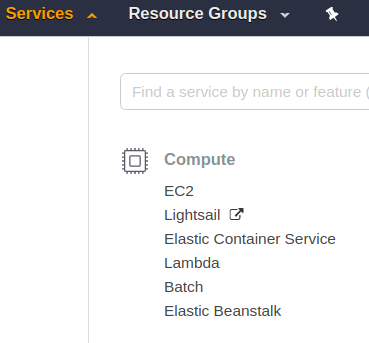 Services Resource Groups
Find a service by name or feature (
Compute
EC2
Lightsail
Elastic Container Service
Lambda
Batch
Elastic Beanstalk